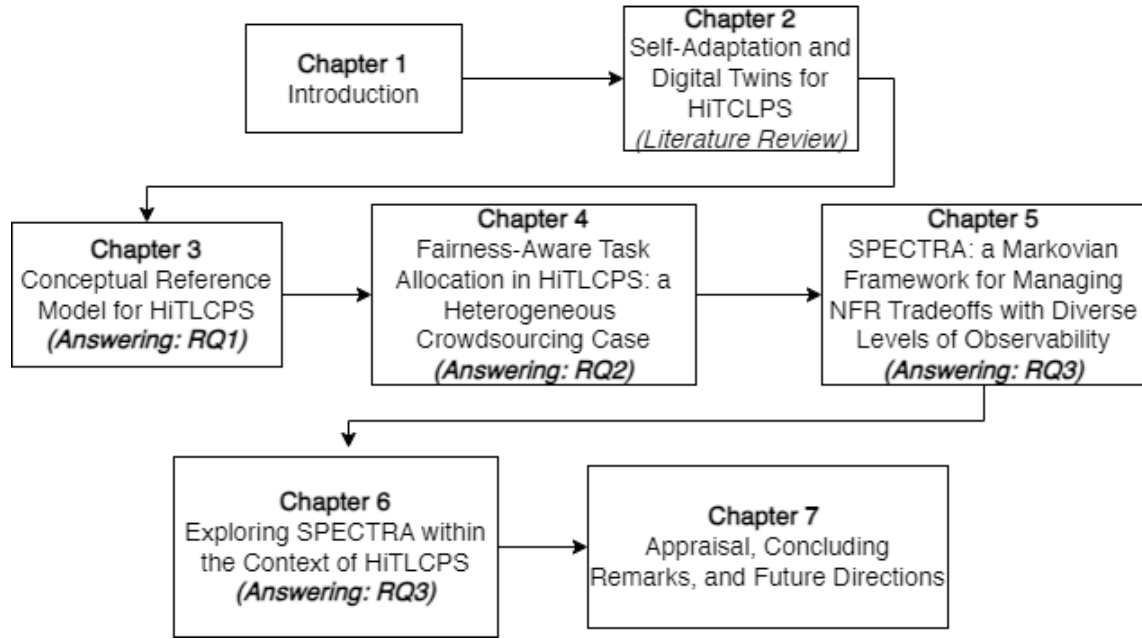 Chapter 1
Introduction
Chapter 2
Self-Adaptation and
Digital Twins for
HiTCLPS
(Literature Review)
Chapter 3
Conceptual Reference
Model for HiTLCPS
(Answering: RQ1)
Chapter 4
Fairness-Aware Task
Allocation in HiTLCPS: a
Heterogeneous
Crowdsourcing Case
(Answering: RQ2)
Chapter 5
SPECTRA: a Markovian
Framework for Managing
NFR Tradeoffs with Diverse
Levels of Observability
(Answering: RQ3)
Chapter 6
Exploring SPECTRA within
the Context of HiTLCPS
(Answering: RQ3)
Chapter 7
Appraisal, Concluding
Remarks, and Future Directions